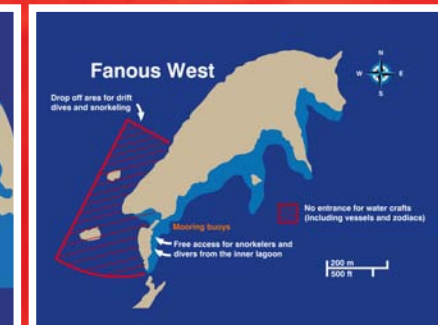 Fanous West
N
W
E
S
Drop off area for drift
dives and snorkeling
No entrance for water crafts
(Including vessels and zodiacs)
Mooring buoys
Free access for snorkelers and
divers from the inner lagoon
200 m
500 ft